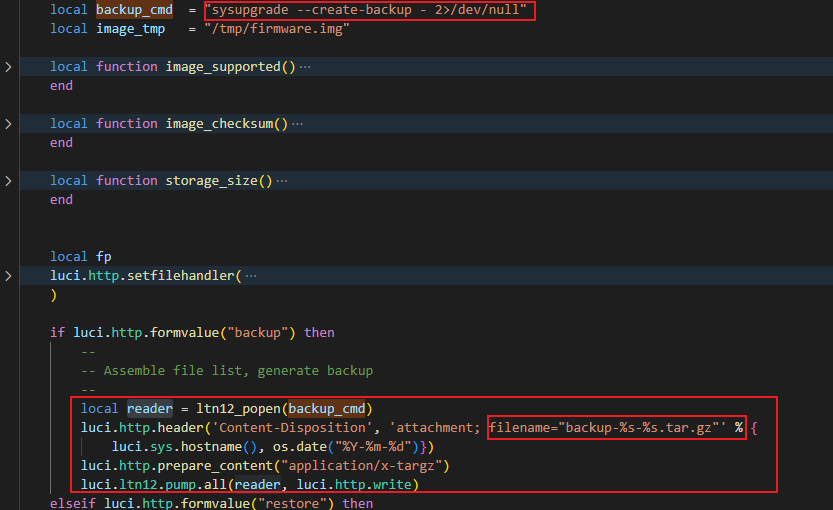 local backup_cmd  = "sysupgrade --create-backup - 2>/dev/null"
local image_tmp   = "/tmp/firmware.img"
local function image_supported()···
end
local function image_checksum()···
end
local function storage_size()···
end
local fp
luci.http.setfilehandler(···
)
if luci.http.formvalue("backup") then
--
-- Assemble file list, generate backup
--
local reader = ltn12_popen(backup_cmd)
luci.http.header('Content-Disposition', 'attachment; filename="backup-%s-%s.tar.gz"' % {
luci.sys.hostname(), os.date("%Y-%m-%d")})
luci.http.prepare_content("application/x-targz")
luci.ltn12.pump.all(reader, luci.http.write)
elseif luci.http.formvalue("restore") then